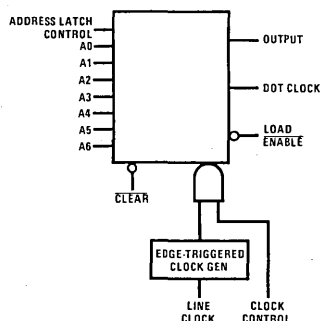 ADDRESS LATCH
CONTROL
A0
A1
A2
A3
A4
A5
A6
OUTPUT
DOT CLOCK
LOAD
ENABLE
CLEAR
EDGE-TRIGGERED
CLOCK GEN
LINE
CLOCK
CLOCK
CONTROL